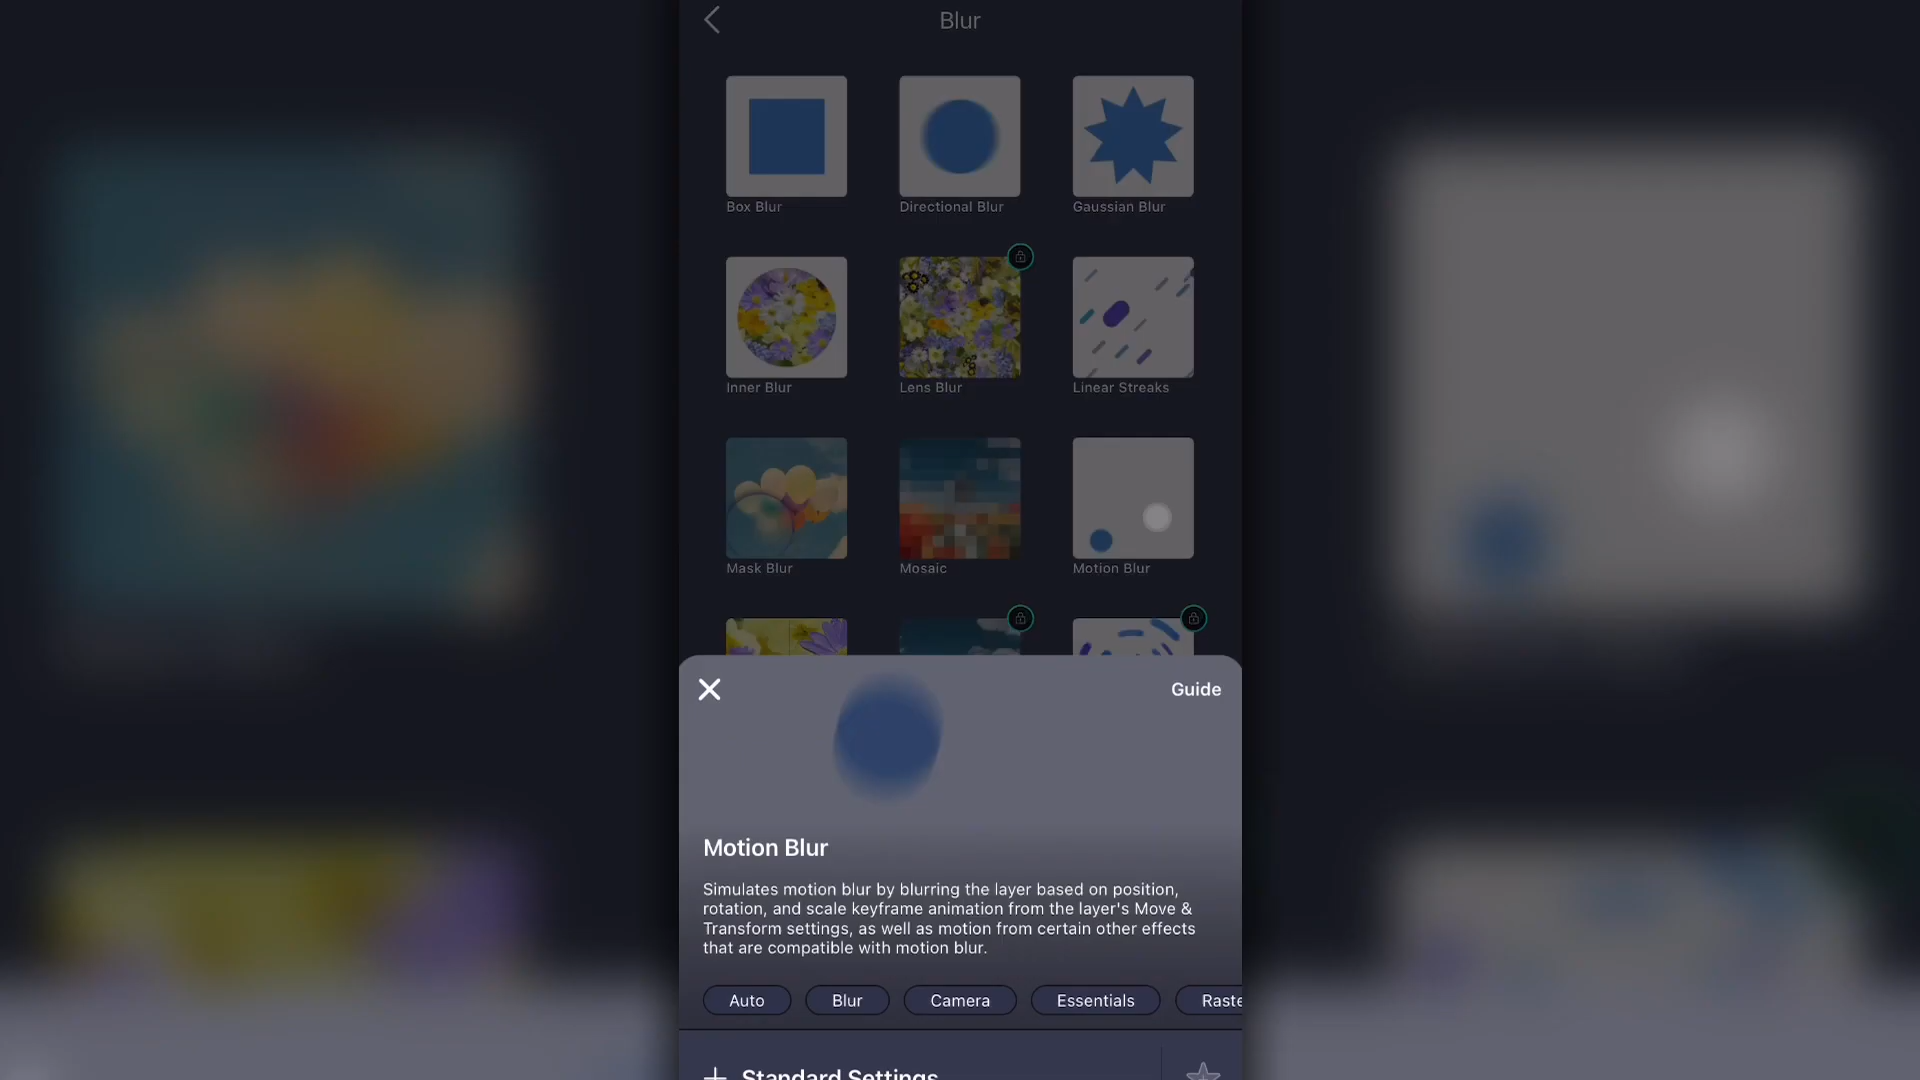 Blur
Box Blur
Directional Blur
Gaussian Blur
Inner Blur
Lens Blur
Linear Streaks
Mask Blur
Mosaic
Motion Blur
Guide
Motion Blur
Simulates motion blur by blurring the layer based on position,
rotation, and scale keyframe animation from the layer's Move &
Transform settings, as well as motion from certain other effects
that are compatible with motion blur.
Auto
Blur
Camera
Essentials
Raste
Standard Settings